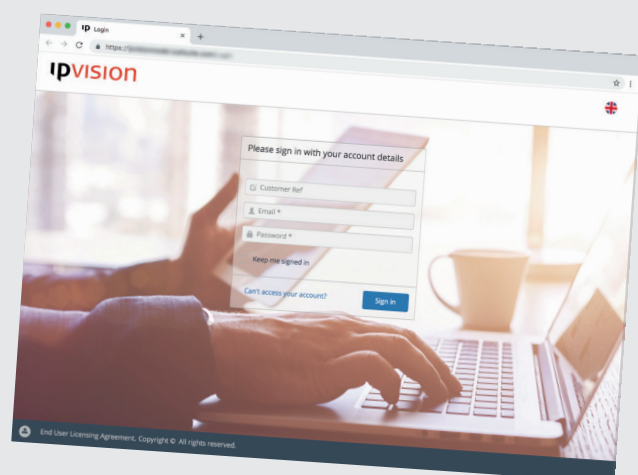 IP Login
https://
IPVISION
Please sign in with your account details
Customer Ref
Email *
Password *
Keep me signed in
Can't access your account?
Sign in
End User Licensing Agreement. Copyright © All rights reserved.